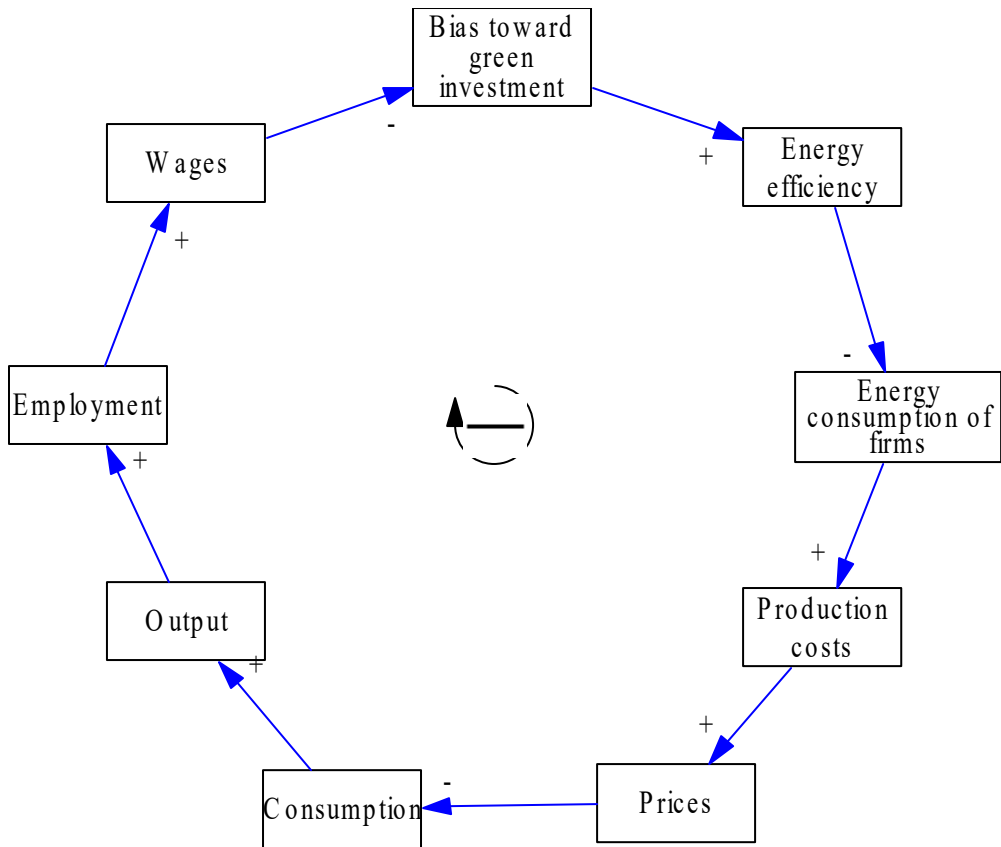 Bias toward
green
investment
-
+
Wages
Energy
efficiency
+
-
Employment
Energy
consumption of
firms
+
+
Output
Production
costs
+
+
-
Consumption
Prices